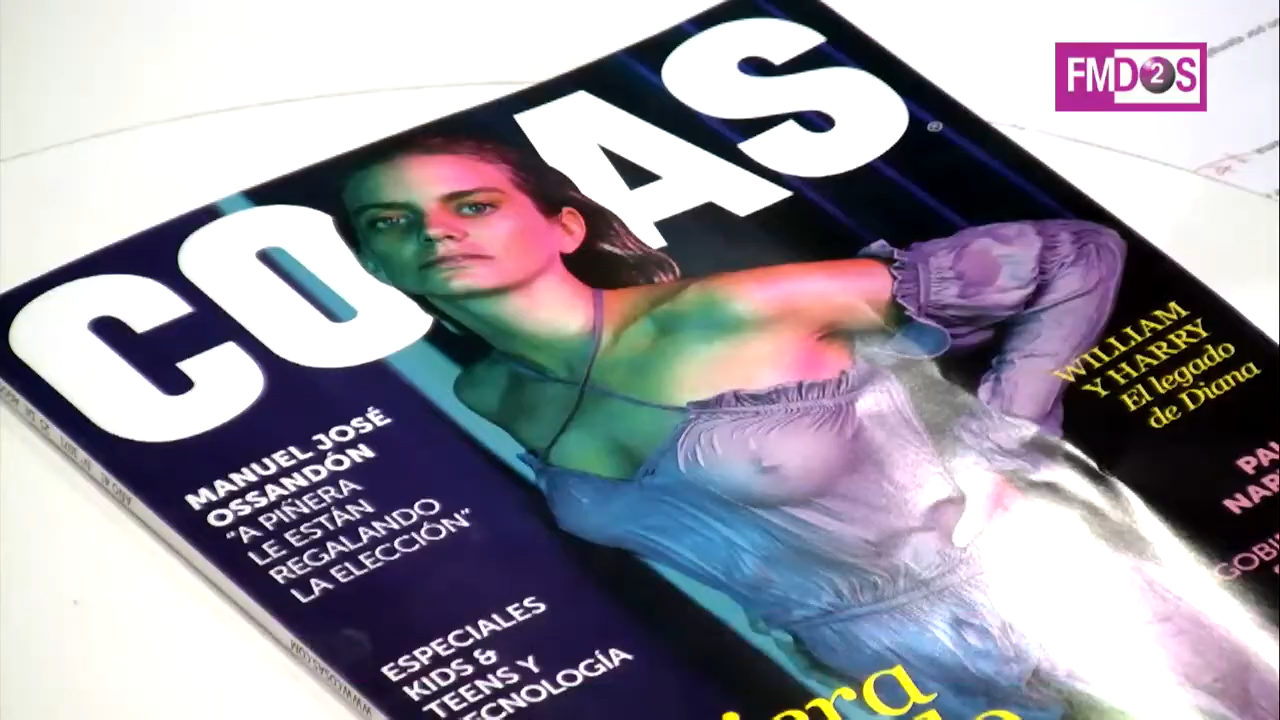 FMD2S
COSAS
®
MANUEL JOSÉ
OSSANDÓN
"A PIÑERA
LE ESTÁN
REGALANDO
LA ELECCIÓN"
ESPECIALES
KIDS &
TEENS Y
WILLIAM
Y HARRY
El legado
de Diana